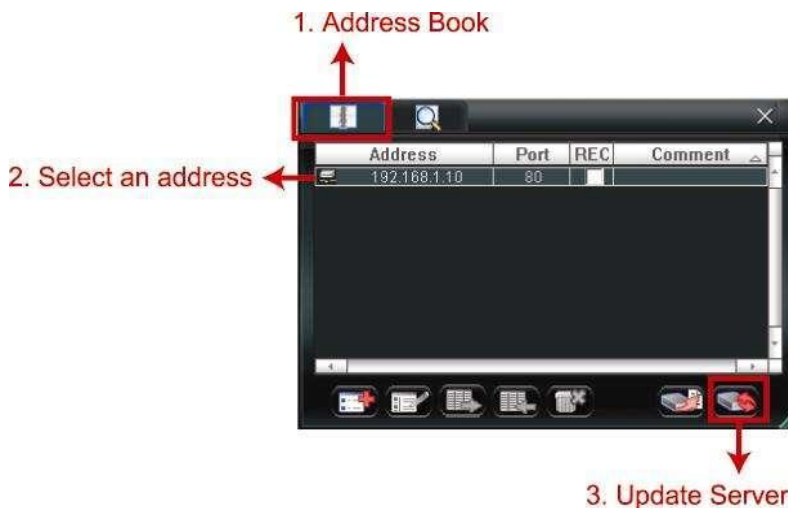 1. Address Book
Address Port REC Comment
2. Select an address
192.168.1.10 80
3. Update Server